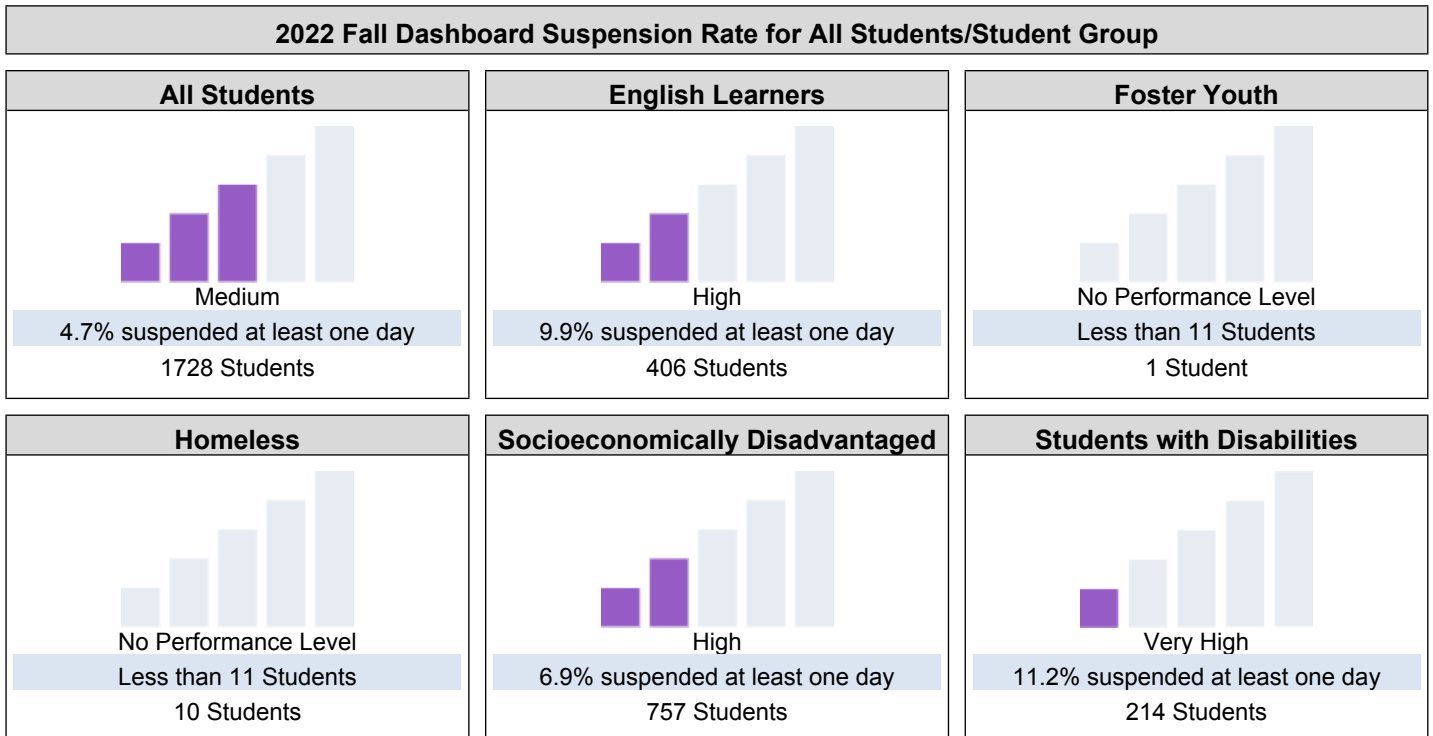 2022 Fall Dashboard Suspension Rate for All Students/Student Group
All Students
Medium
4.7% suspended at least one day
1728 Students
English Learners
High
9.9% suspended at least one day
406 Students
Foster Youth
No Performance Level
Less than 11 Students
1 Student
Homeless
No Performance Level
Less than 11 Students
10 Students
Socioeconomically Disadvantaged
High
6.9% suspended at least one day
757 Students
Students with Disabilities
Very High
11.2% suspended at least one day
214 Students